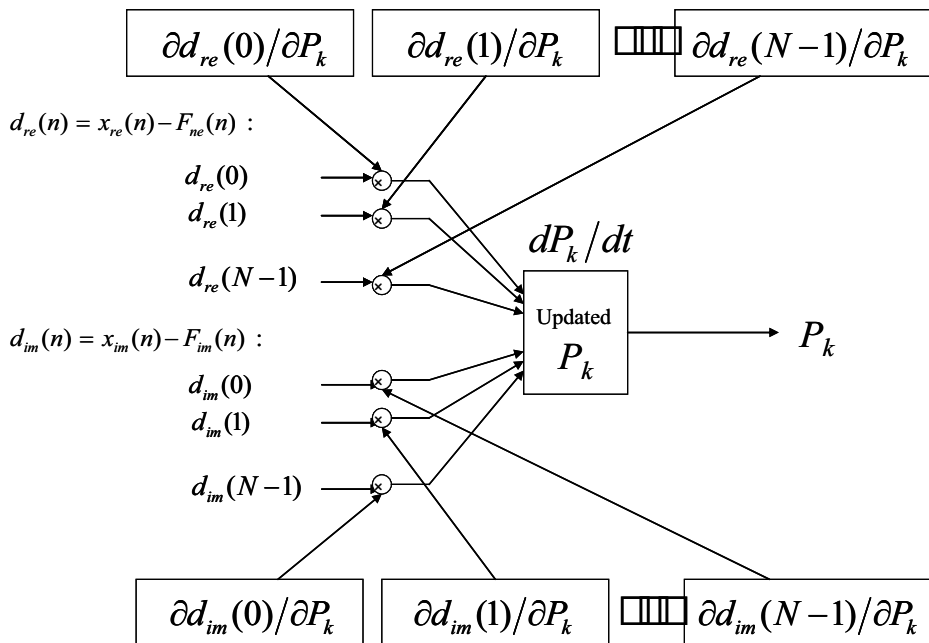 ∂d_re(0)/∂P_k ∂d_re(1)/∂P_k ∂d_re(N−1)/∂P_k
d_re(n) = x_re(n) − F_ne(n) :
d_re(0) ×
d_re(1) ×
dP_k/dt
d_re(N−1) ×
Updated
P_k
P_k
d_im(n) = x_im(n) − F_im(n) :
d_im(0) ×
d_im(1) ×
d_im(N−1) ×
∂d_im(0)/∂P_k ∂d_im(1)/∂P_k ∂d_im(N−1)/∂P_k